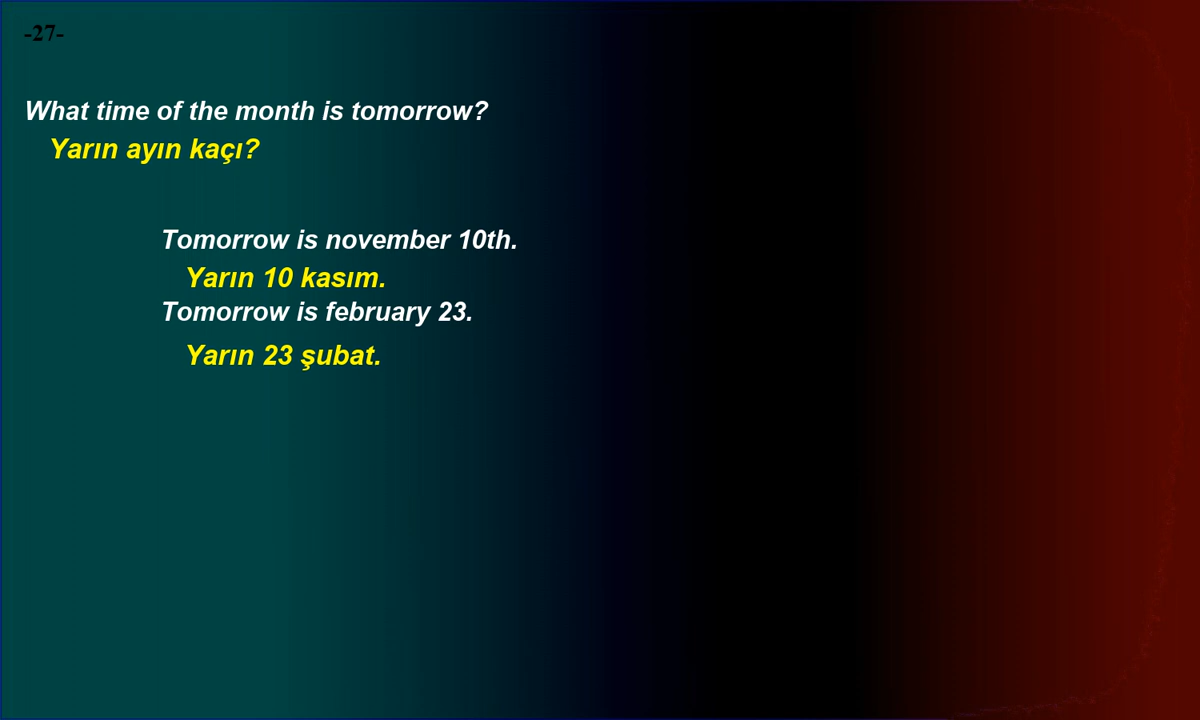 -27-
What time of the month is tomorrow?
Yarın ayın kaçı?
Tomorrow is november 10th.
Yarın 10 kasım.
Tomorrow is february 23.
Yarın 23 şubat.